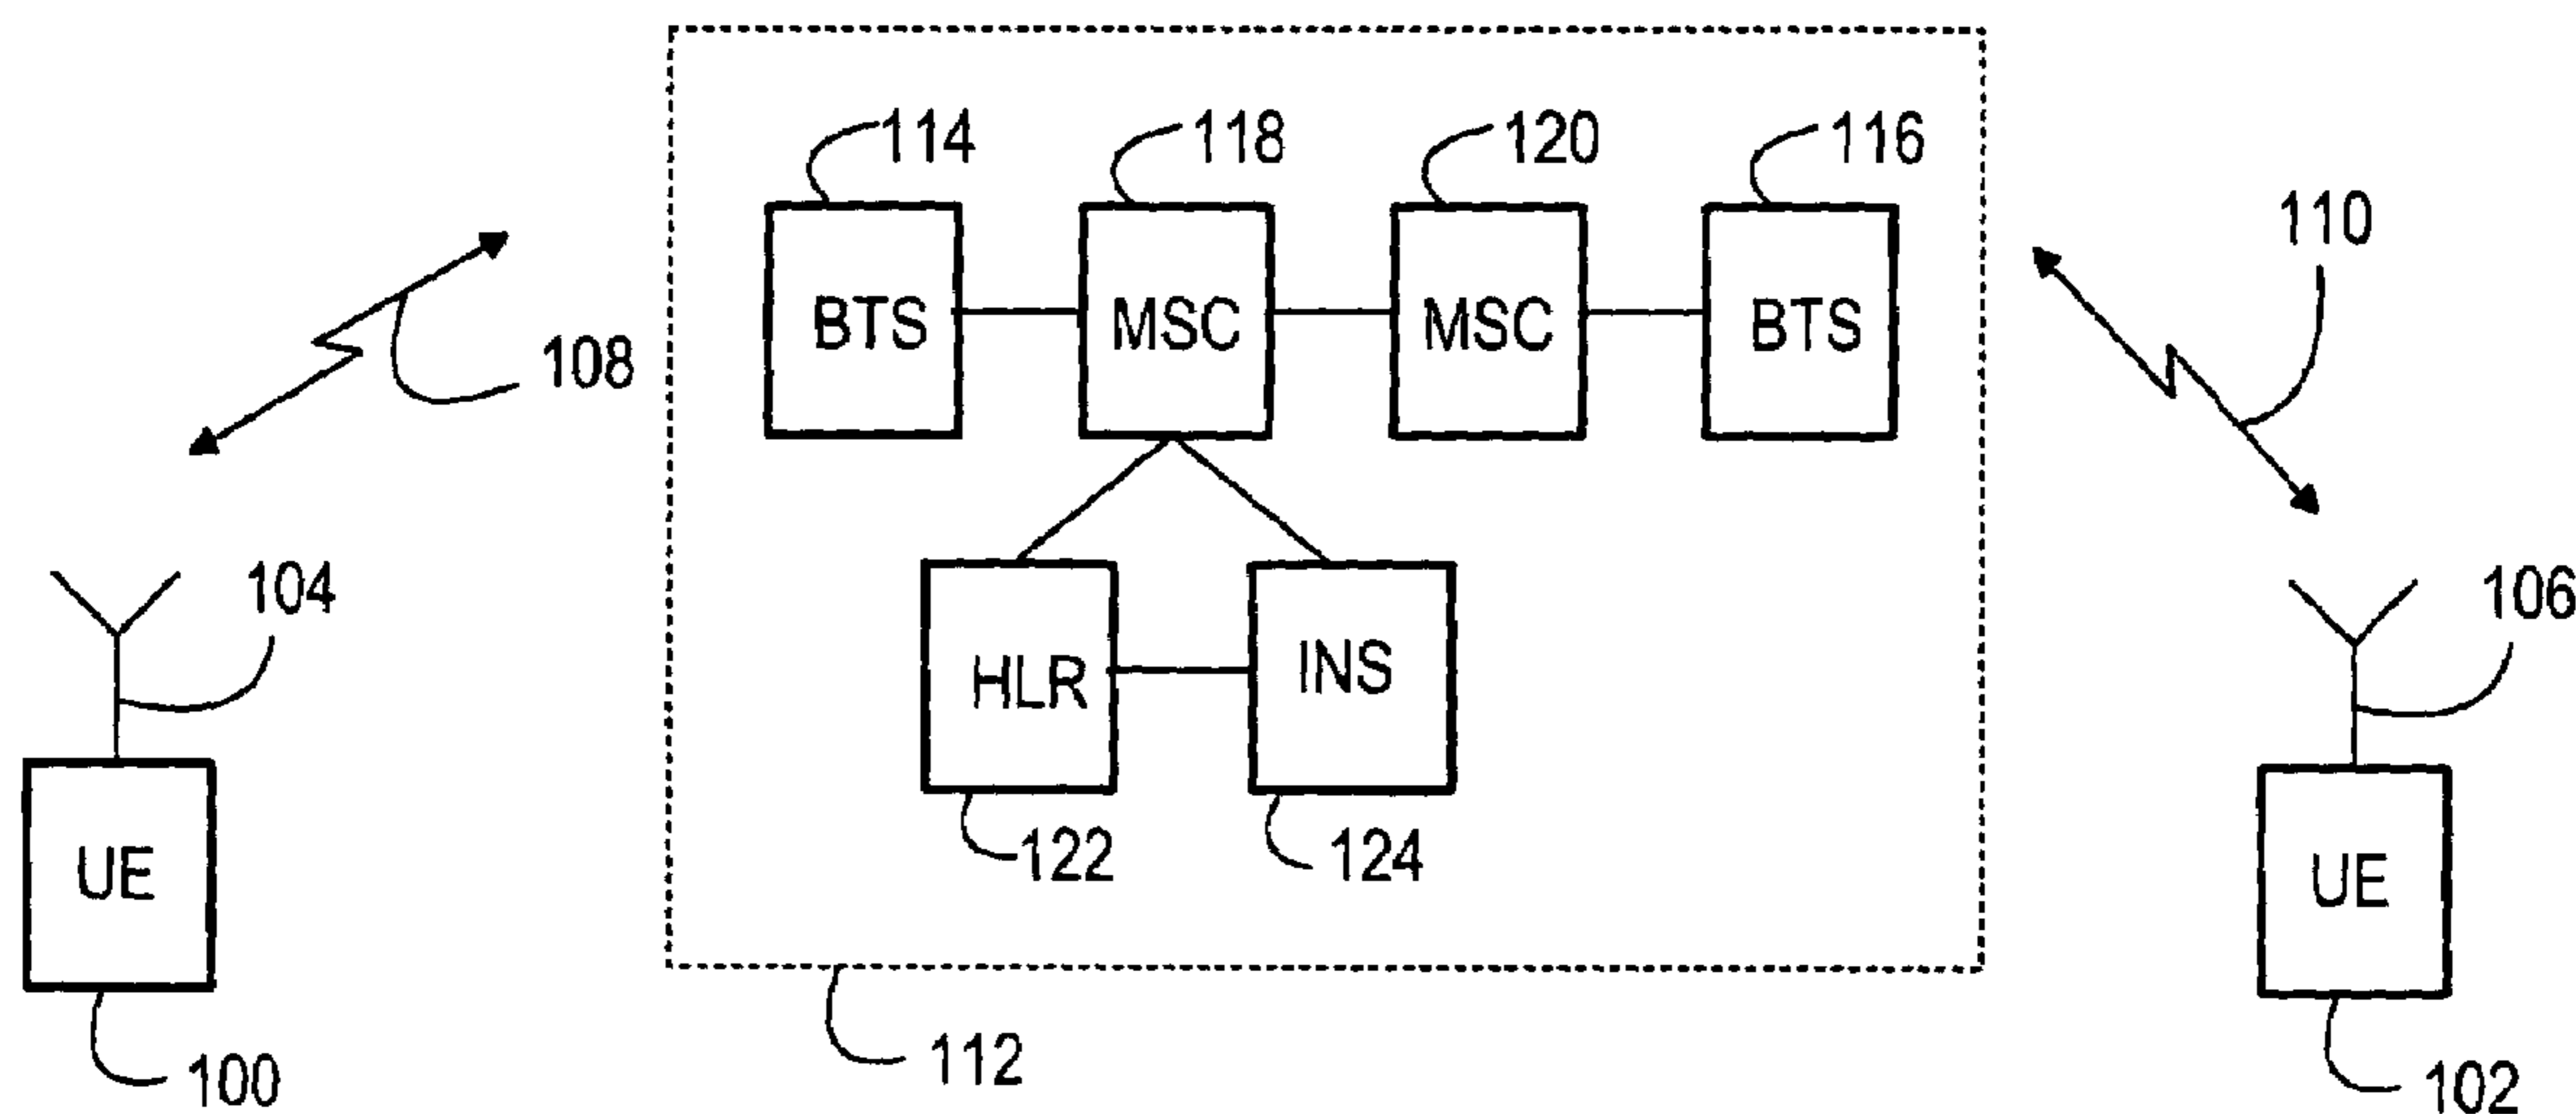 114 118 120 116
110
BTS MSC MSC BTS
108
104 106
HLR INS
122 124
UE UE
112
100 102